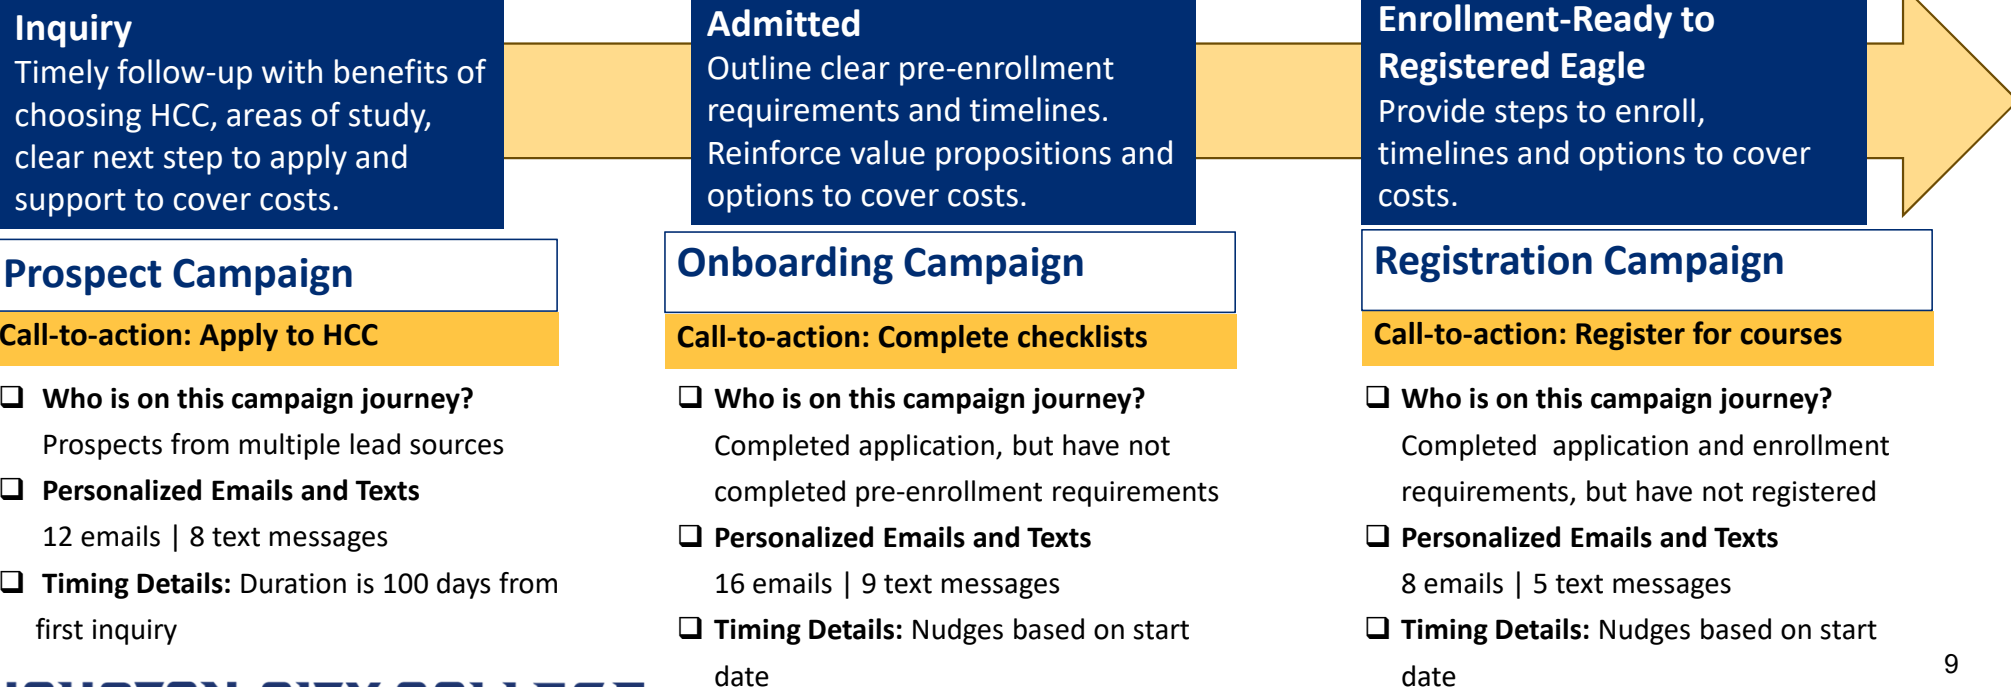 Inquiry
Timely follow-up with benefits of
choosing HCC, areas of study,
clear next step to apply and
support to cover costs.
Admitted
Outline clear pre-enrollment
requirements and timelines.
Reinforce value propositions and
options to cover costs.
Enrollment-Ready to
Registered Eagle
Provide steps to enroll,
timelines and options to cover
costs.
Prospect Campaign
Call-to-action: Apply to HCC
❑ Who is on this campaign journey?
Prospects from multiple lead sources
❑ Personalized Emails and Texts
12 emails | 8 text messages
❑ Timing Details: Duration is 100 days from
first inquiry
Onboarding Campaign
Call-to-action: Complete checklists
❑ Who is on this campaign journey?
Completed application, but have not
completed pre-enrollment requirements
❑ Personalized Emails and Texts
16 emails | 9 text messages
❑ Timing Details: Nudges based on start
date
Registration Campaign
Call-to-action: Register for courses
❑ Who is on this campaign journey?
Completed application and enrollment
requirements, but have not registered
❑ Personalized Emails and Texts
8 emails | 5 text messages
❑ Timing Details: Nudges based on start
date
9